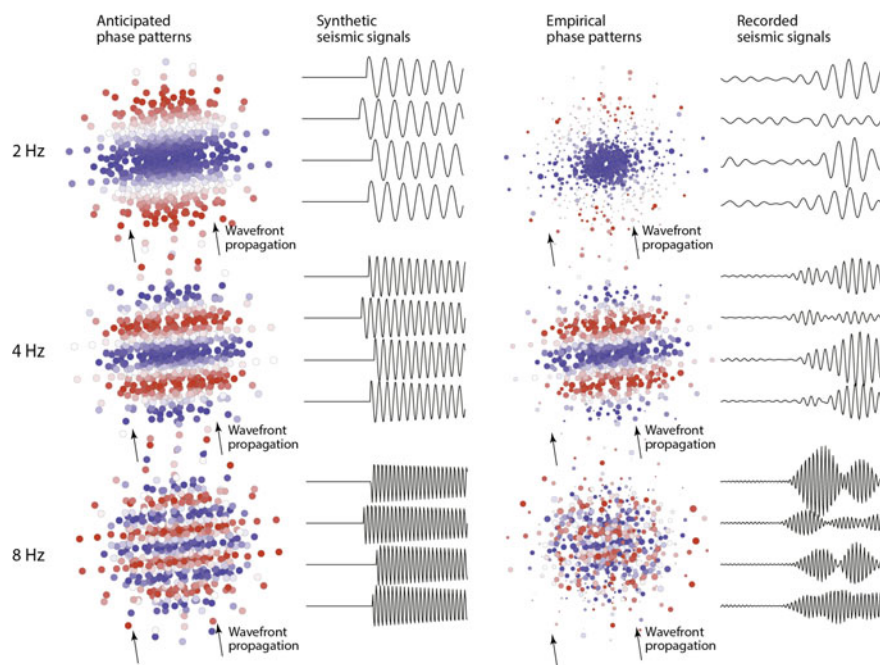 Anticipated
phase patterns
Synthetic
seismic signals
Empirical
phase patterns
Recorded
seismic signals
2 Hz
Wavefront
propagation
Wavefront
propagation
4 Hz
Wavefront
propagation
Wavefront
propagation
8 Hz
Wavefront
propagation
Wavefront
propagation